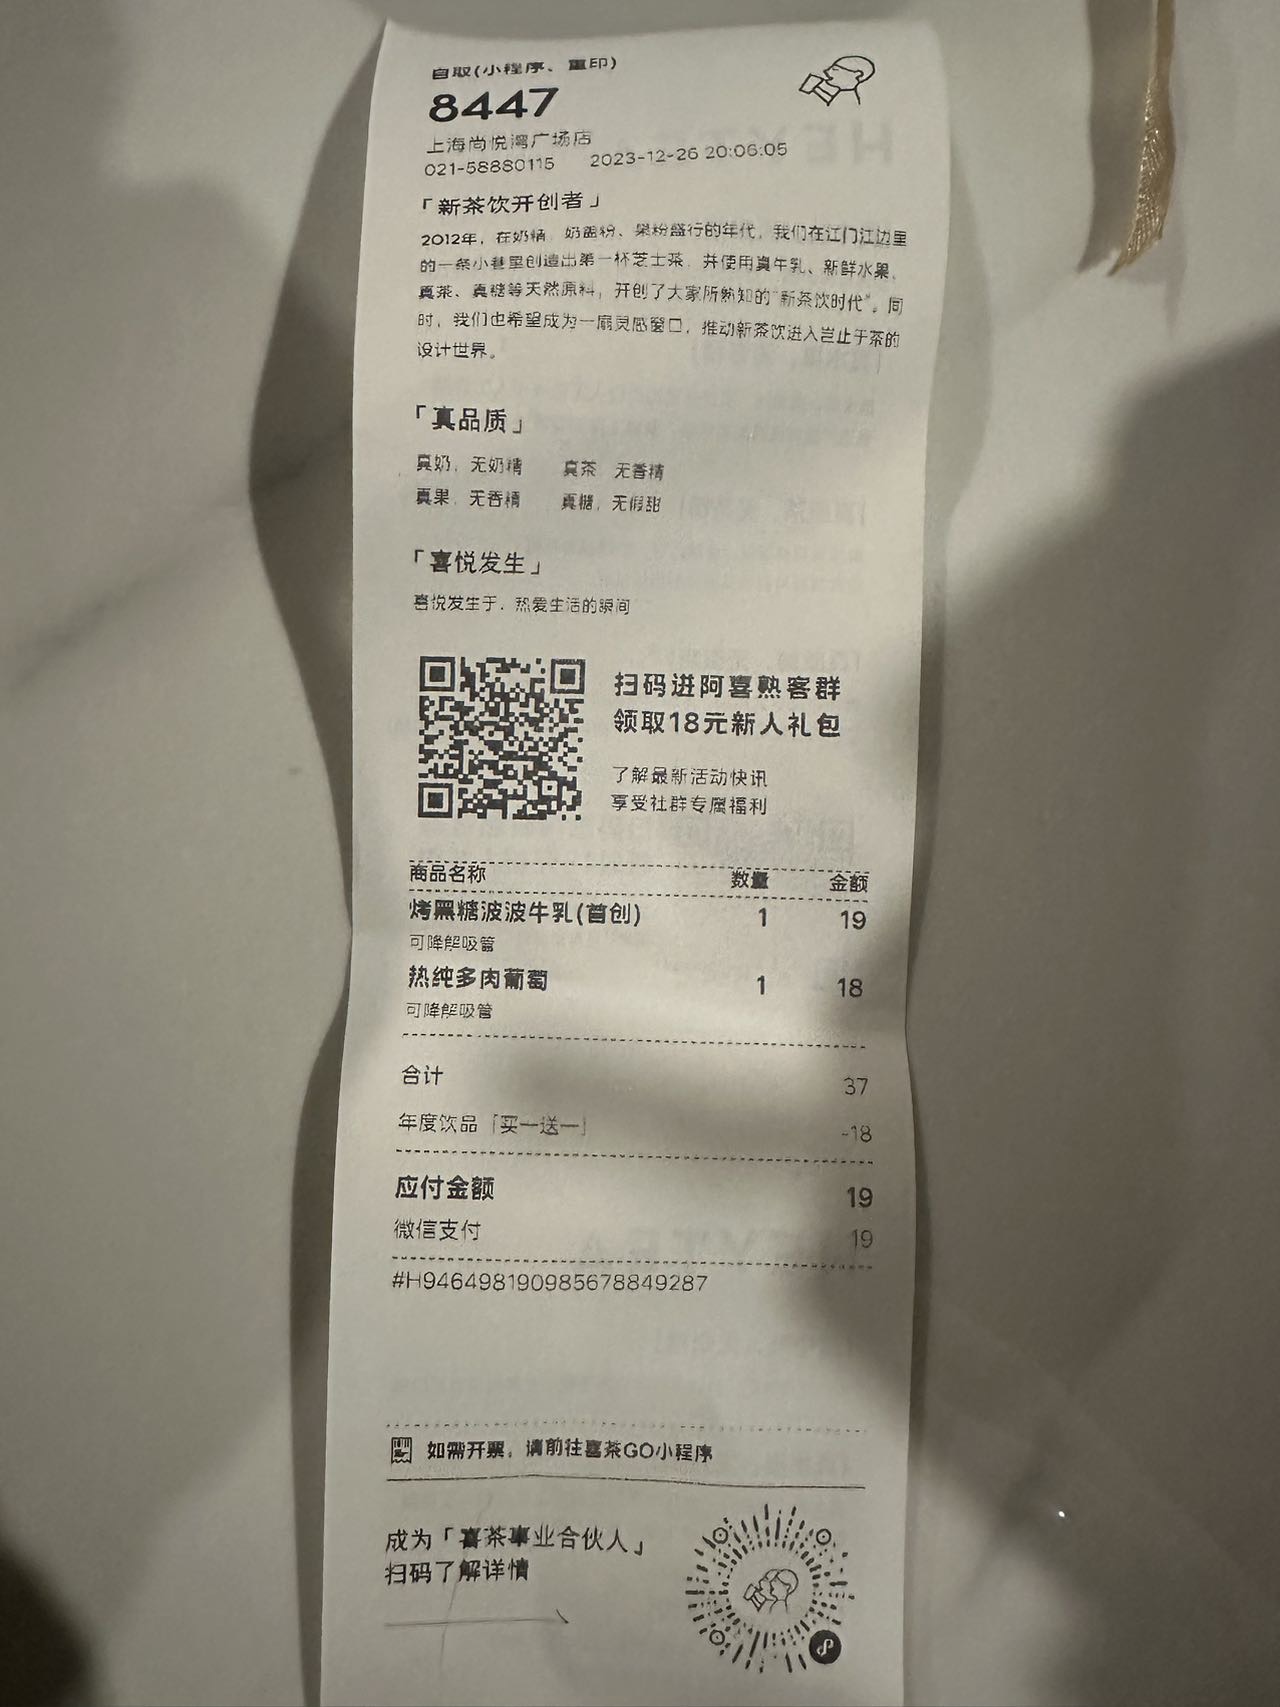 自取(小程序、重印)
8447
上海尚悦湾广场店
021-58880115 2023-12-26 20:06:05
「新茶饮开创者」
2012年，在奶精、奶盖粉、果粉盛行的年代，我们在江门江边里
的一条小巷里创造出第一杯芝士茶，并使用真牛乳、新鲜水果、
真茶、真糖等天然原料，开创了大家所熟知的“新茶饮时代”。同
时，我们也希望成为一扇灵感窗口，推动新茶饮进入岂止于茶的
设计世界。
「真品质」
真奶，无奶精 真茶，无香精
真果，无香精 真糖，无假甜
「喜悦发生」
喜悦发生于，热爱生活的瞬间
扫码进阿喜熟客群
领取18元新人礼包
了解最新活动快讯
享受社群专属福利
商品名称 数量 金额
烤黑糖波波牛乳(首创) 1 19
可降解吸管
热纯多肉葡萄 1 18
可降解吸管
合计 37
年度饮品「买一送一」 -18
应付金额 19
微信支付 19
#H946498190985678849287
如需开票，请前往喜茶GO小程序
成为「喜茶事业合伙人」
扫码了解详情